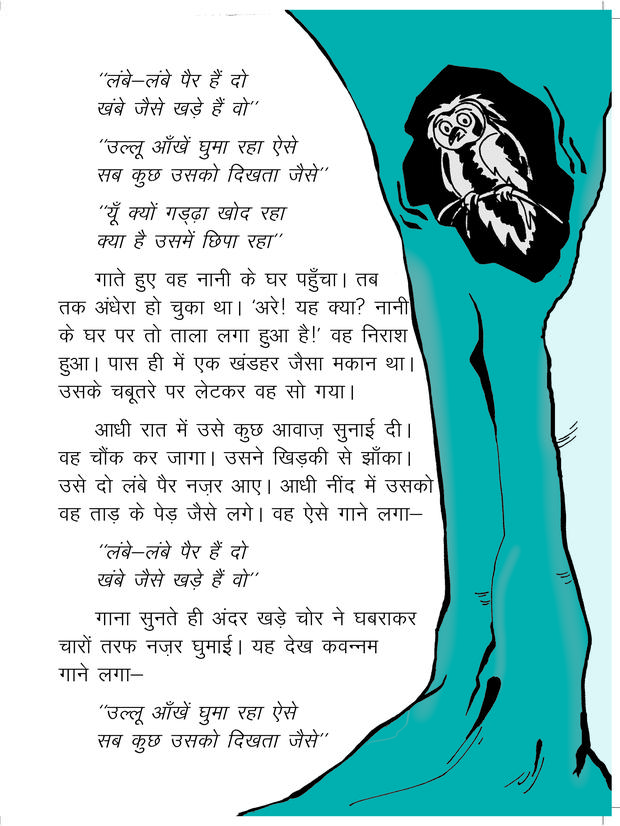 “लंबे–लंबे पैर हैं दो
खंबे जैसे खड़े हैं वो”
“उल्लू आँखें घुमा रहा ऐसे
सब कुछ उसको दिखता जैसे”
“यूँ क्यों गड्ढ़ा खोद रहा
क्या है उसमें छिपा रहा”
गाते हुए वह नानी के घर पहुँचा। तब
तक अंधेरा हो चुका था। ‘अरे! यह क्या? नानी
के घर पर तो ताला लगा हुआ है!’ वह निराश
हुआ। पास ही में एक खंडहर जैसा मकान था।
उसके चबूतरे पर लेटकर वह सो गया।
आधी रात में उसे कुछ आवाज़ सुनाई दी।
वह चौंक कर जागा। उसने खिड़की से झाँका।
उसे दो लंबे पैर नज़र आए। आधी नींद में उसको
वह ताड़ के पेड़ जैसे लगे। वह ऐसे गाने लगा–
“लंबे–लंबे पैर हैं दो
खंबे जैसे खड़े हैं वो”
गाना सुनते ही अंदर खड़े चोर ने घबराकर
चारों तरफ नज़र घुमाई। यह देख कवन्नम
गाने लगा–
“उल्लू आँखें घुमा रहा ऐसे
सब कुछ उसको दिखता जैसे”